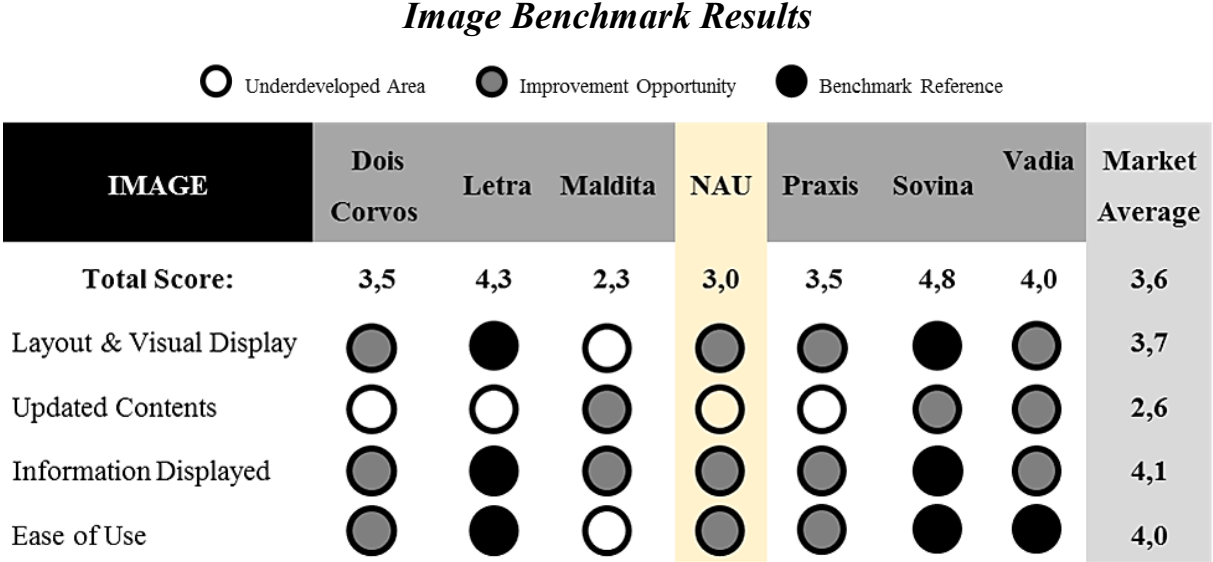 Image Benchmark Results
Underdeveloped Area Improvement Opportunity Benchmark Reference
IMAGE Dois Corvos Letra Maldita NAU Praxis Sovina Vadia Market Average
Total Score: 3,5 4,3 2,3 3,0 3,5 4,8 4,0 3,6
Layout & Visual Display 3,7
Updated Contents 2,6
Information Displayed 4,1
Ease of Use 4,0